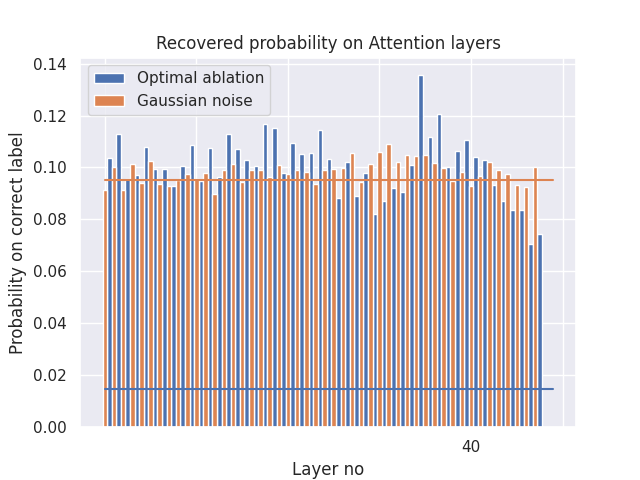 Recovered probability on Attention layers
Optimal ablation
Gaussian noise
Probability on correct label
0.14
0.12
0.10
0.08
0.06
0.04
0.02
0.00
40
Layer no